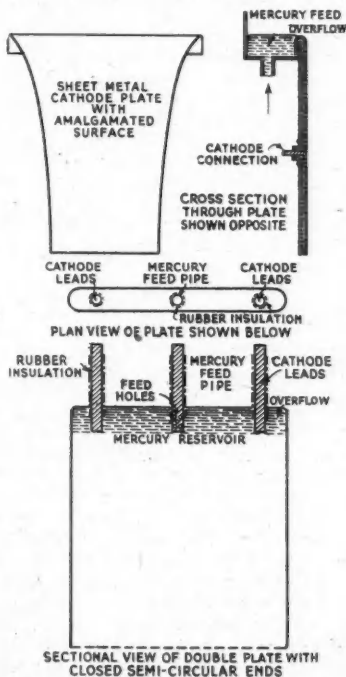 MERCURY FEED
OVERFLOW
SHEET METAL
CATHODE PLATE
WITH
AMALGAMATED
SURFACE
CATHODE
CONNECTION
CROSS SECTION
THROUGH PLATE
SHOWN OPPOSITE
CATHODE
LEADS
MERCURY
FEED PIPE
CATHODE
LEADS
RUBBER INSULATION
PLAN VIEW OF PLATE SHOWN BELOW
RUBBER
INSULATION
FEED
HOLES
MERCURY
FEED
PIPE
CATHODE
LEADS
OVERFLOW
MERCURY RESERVOIR
SECTIONAL VIEW OF DOUBLE PLATE WITH
CLOSED SEMI-CIRCULAR ENDS